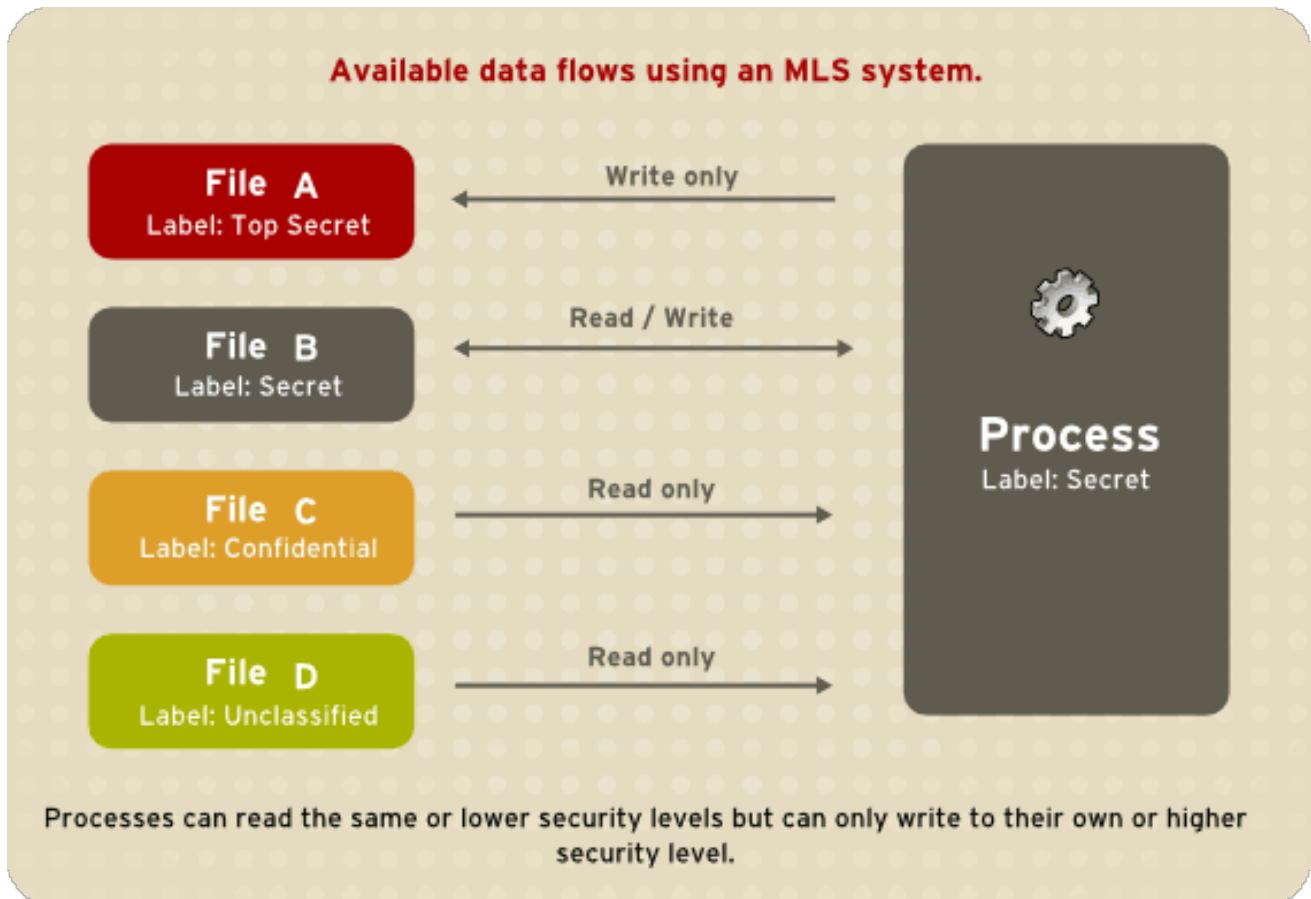 Available data flows using an MLS system.
File A
Label: Top Secret
Write only
File B
Label: Secret
Read / Write
Process
Label: Secret
File C
Label: Confidential
Read only
File D
Label: Unclassified
Read only
Processes can read the same or lower security levels but can only write to their own or higher
security level.